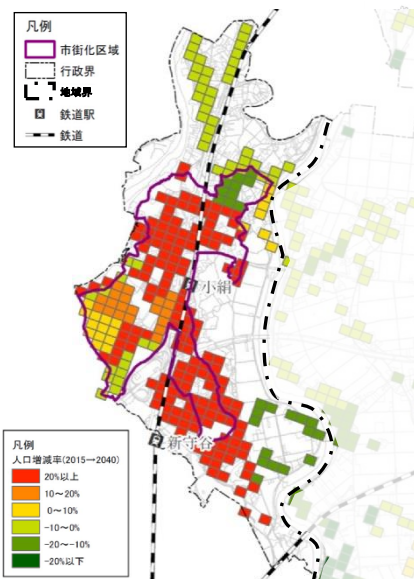 凡例
市街化区域
行政界
地域界
鉄道駅
鉄道
小絹
新守谷
凡例
人口増減率(2015→2040)
20%以上
10～20%
0～10%
-10～0%
-20～-10%
-20%以下